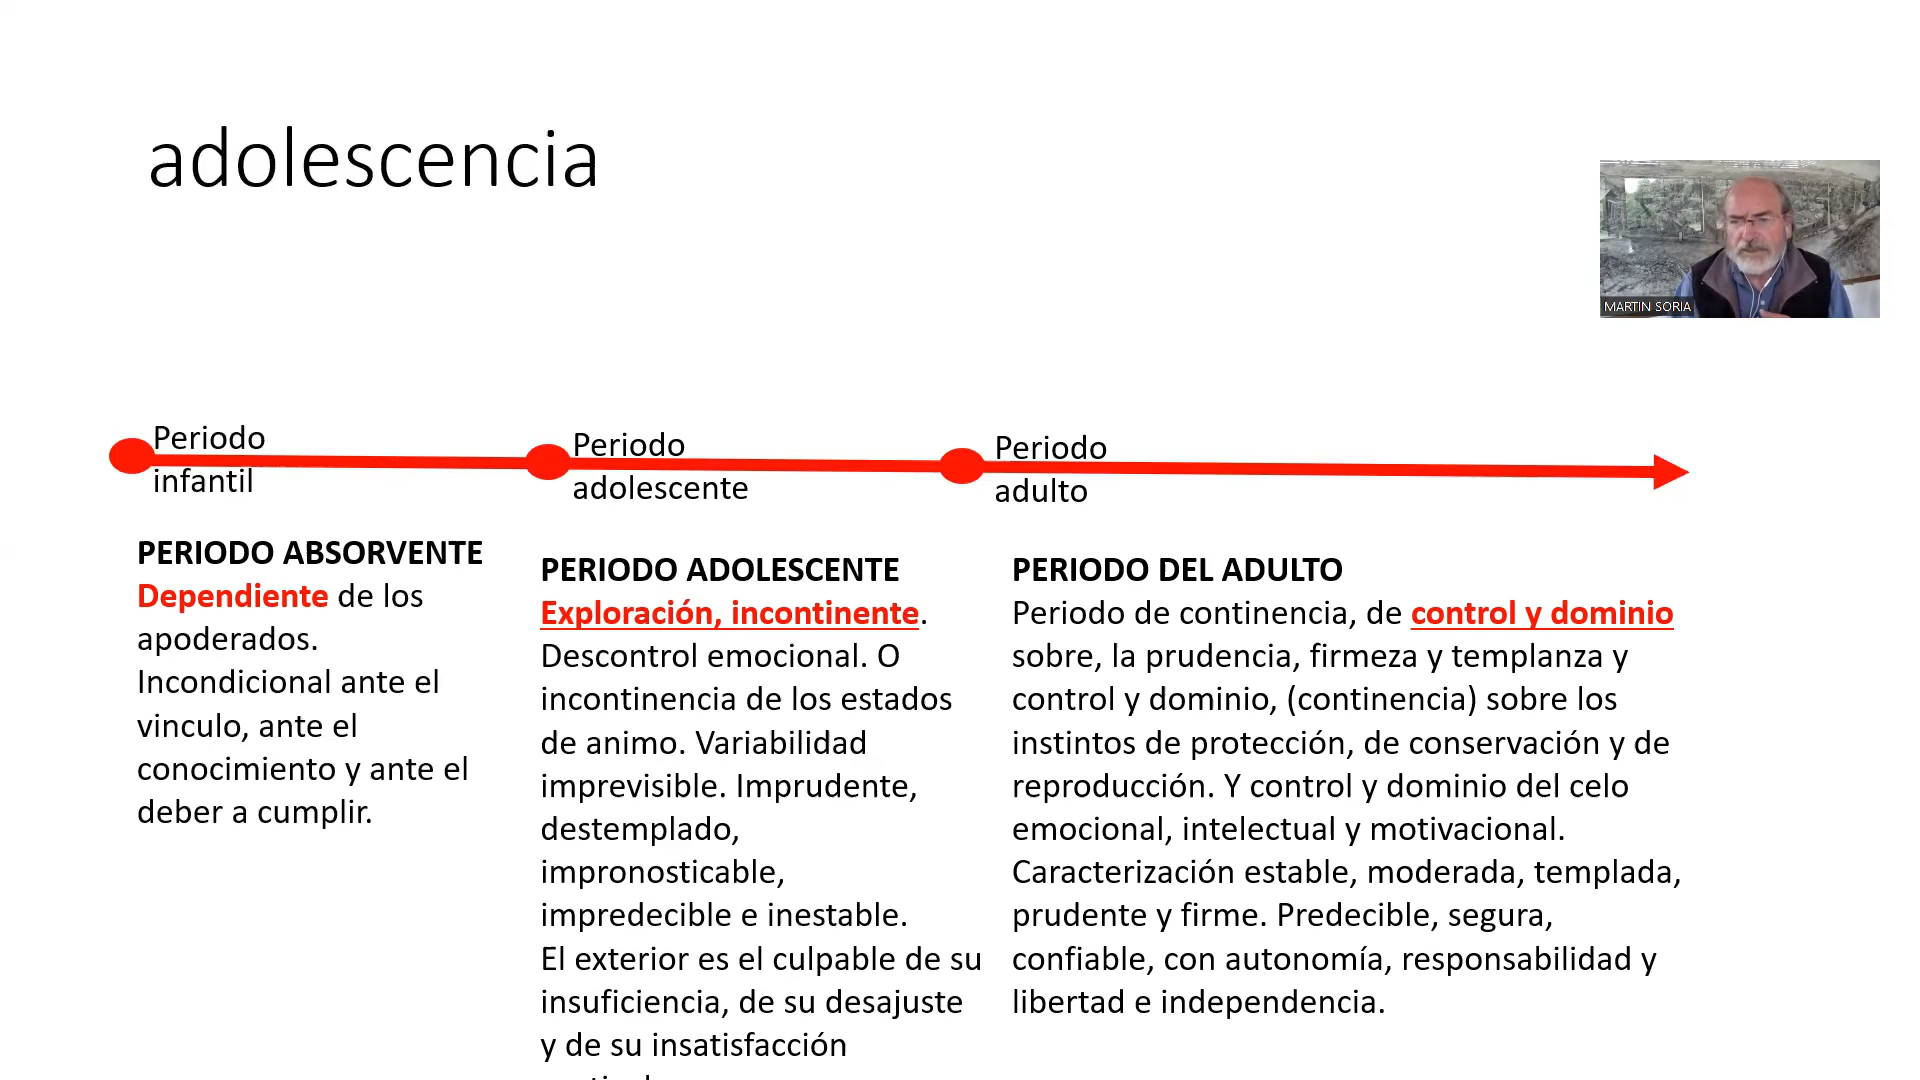 adolescencia
MARTIN SORIA
Periodo
infantil
Periodo
adolescente
Periodo
adulto
PERIODO ABSORVENTE
Dependiente de los
apoderados.
Incondicional ante el
vinculo, ante el
conocimiento y ante el
deber a cumplir.
PERIODO ADOLESCENTE
Exploración, incontinente.
Descontrol emocional. O
incontinencia de los estados
de animo. Variabilidad
imprevisible. Imprudente,
destemplado,
impronosticable,
impredecible e inestable.
El exterior es el culpable de su
insuficiencia, de su desajuste
y de su insatisfacción
PERIODO DEL ADULTO
Periodo de continencia, de control y dominio
sobre, la prudencia, firmeza y templanza y
control y dominio, (continencia) sobre los
instintos de protección, de conservación y de
reproducción. Y control y dominio del celo
emocional, intelectual y motivacional.
Caracterización estable, moderada, templada,
prudente y firme. Predecible, segura,
confiable, con autonomía, responsabilidad y
libertad e independencia.